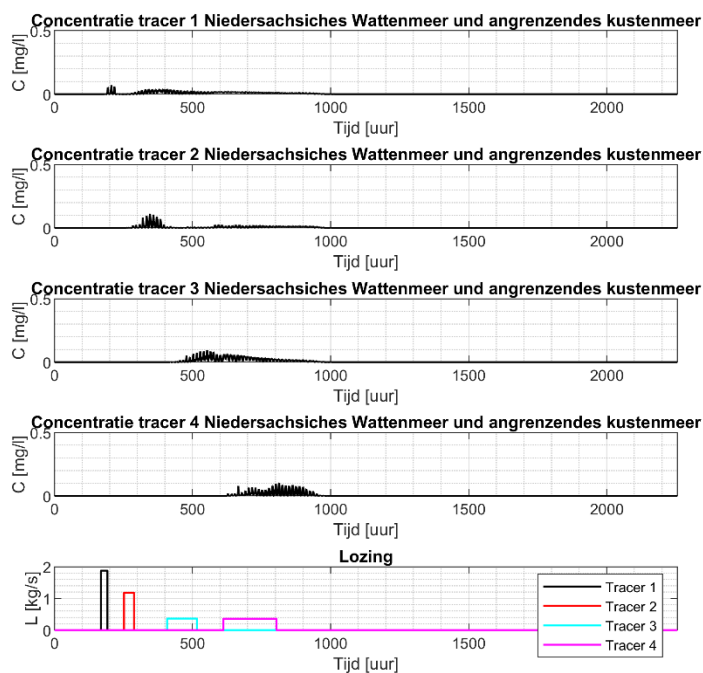 Concentratie tracer 1 Niedersachsiches Wattenmeer und angrenzendes kustenmeer
0.5
C [mg/l]
0
0 500 1000 1500 2000
Tijd [uur]
Concentratie tracer 2 Niedersachsiches Wattenmeer und angrenzendes kustenmeer
0.5
C [mg/l]
0
0 500 1000 1500 2000
Tijd [uur]
Concentratie tracer 3 Niedersachsiches Wattenmeer und angrenzendes kustenmeer
0.5
C [mg/l]
0
0 500 1000 1500 2000
Tijd [uur]
Concentratie tracer 4 Niedersachsiches Wattenmeer und angrenzendes kustenmeer
0.5
C [mg/l]
0
0 500 1000 1500 2000
Tijd [uur]
Lozing
2
L [kg/s]
1
0
Tracer 1
Tracer 2
Tracer 3
Tracer 4
0 500 1000 1500 2000
Tijd [uur]